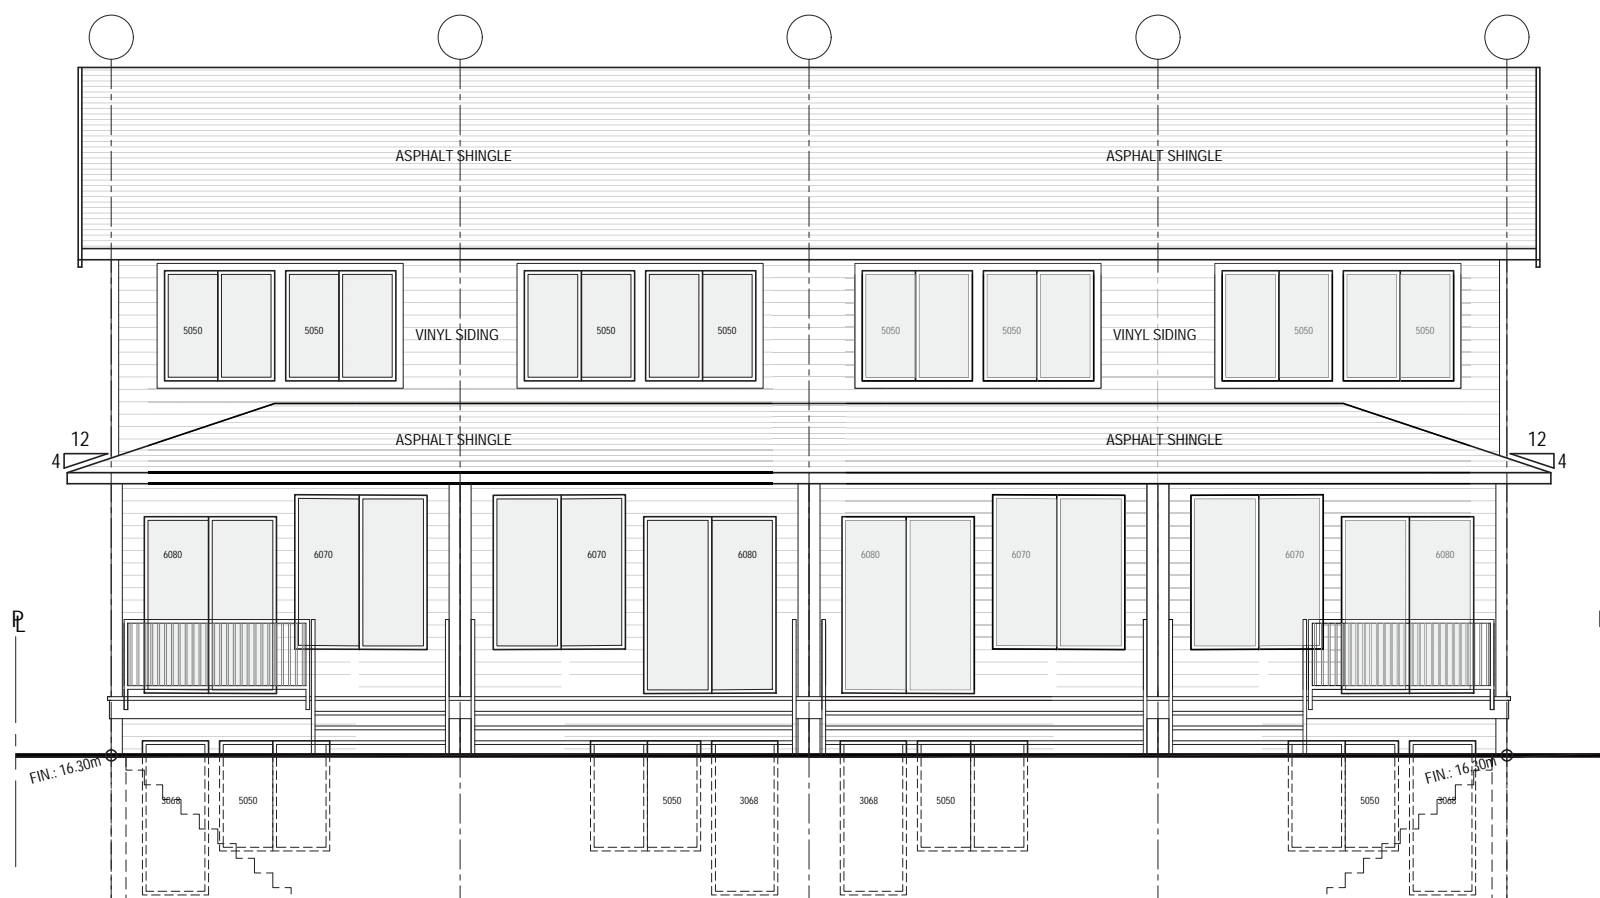 ASPHALT SHINGLE ASPHALT SHINGLE
5050 5050 5050 5050 5050 5050 5050 5050
VINYL SIDING VINYL SIDING
12 12
ASPHALT SHINGLE ASPHALT SHINGLE
4 4
6080 6070 6070 6080 6080 6070 6070 6080
PL
FIN.: 16.30m FIN.: 16.30m
3068 5050 5050 3068 3068 5050 5050 3068